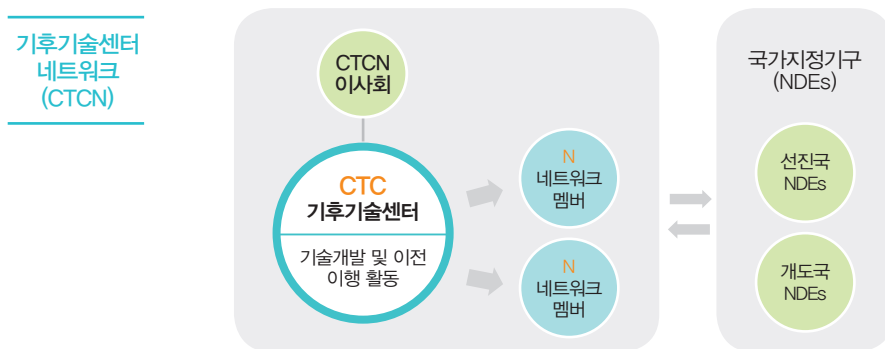 기후기술센터
네트워크
(CTCN)
CTCN
이사회
CTC
기후기술센터
기술개발 및 이전
이행 활동
N
네트워크
멤버
N
네트워크
멤버
국가지정기구
(NDEs)
선진국
NDEs
개도국
NDEs